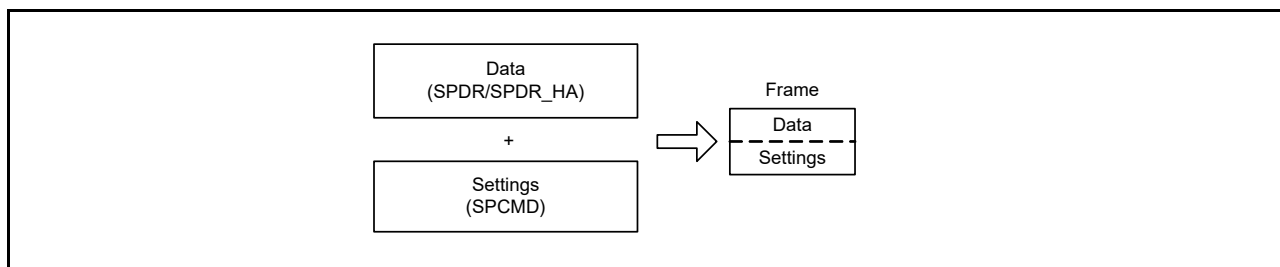 Data
(SPDR/SPDR_HA)
+
Settings
(SPCMD)
Frame
Data
Settings